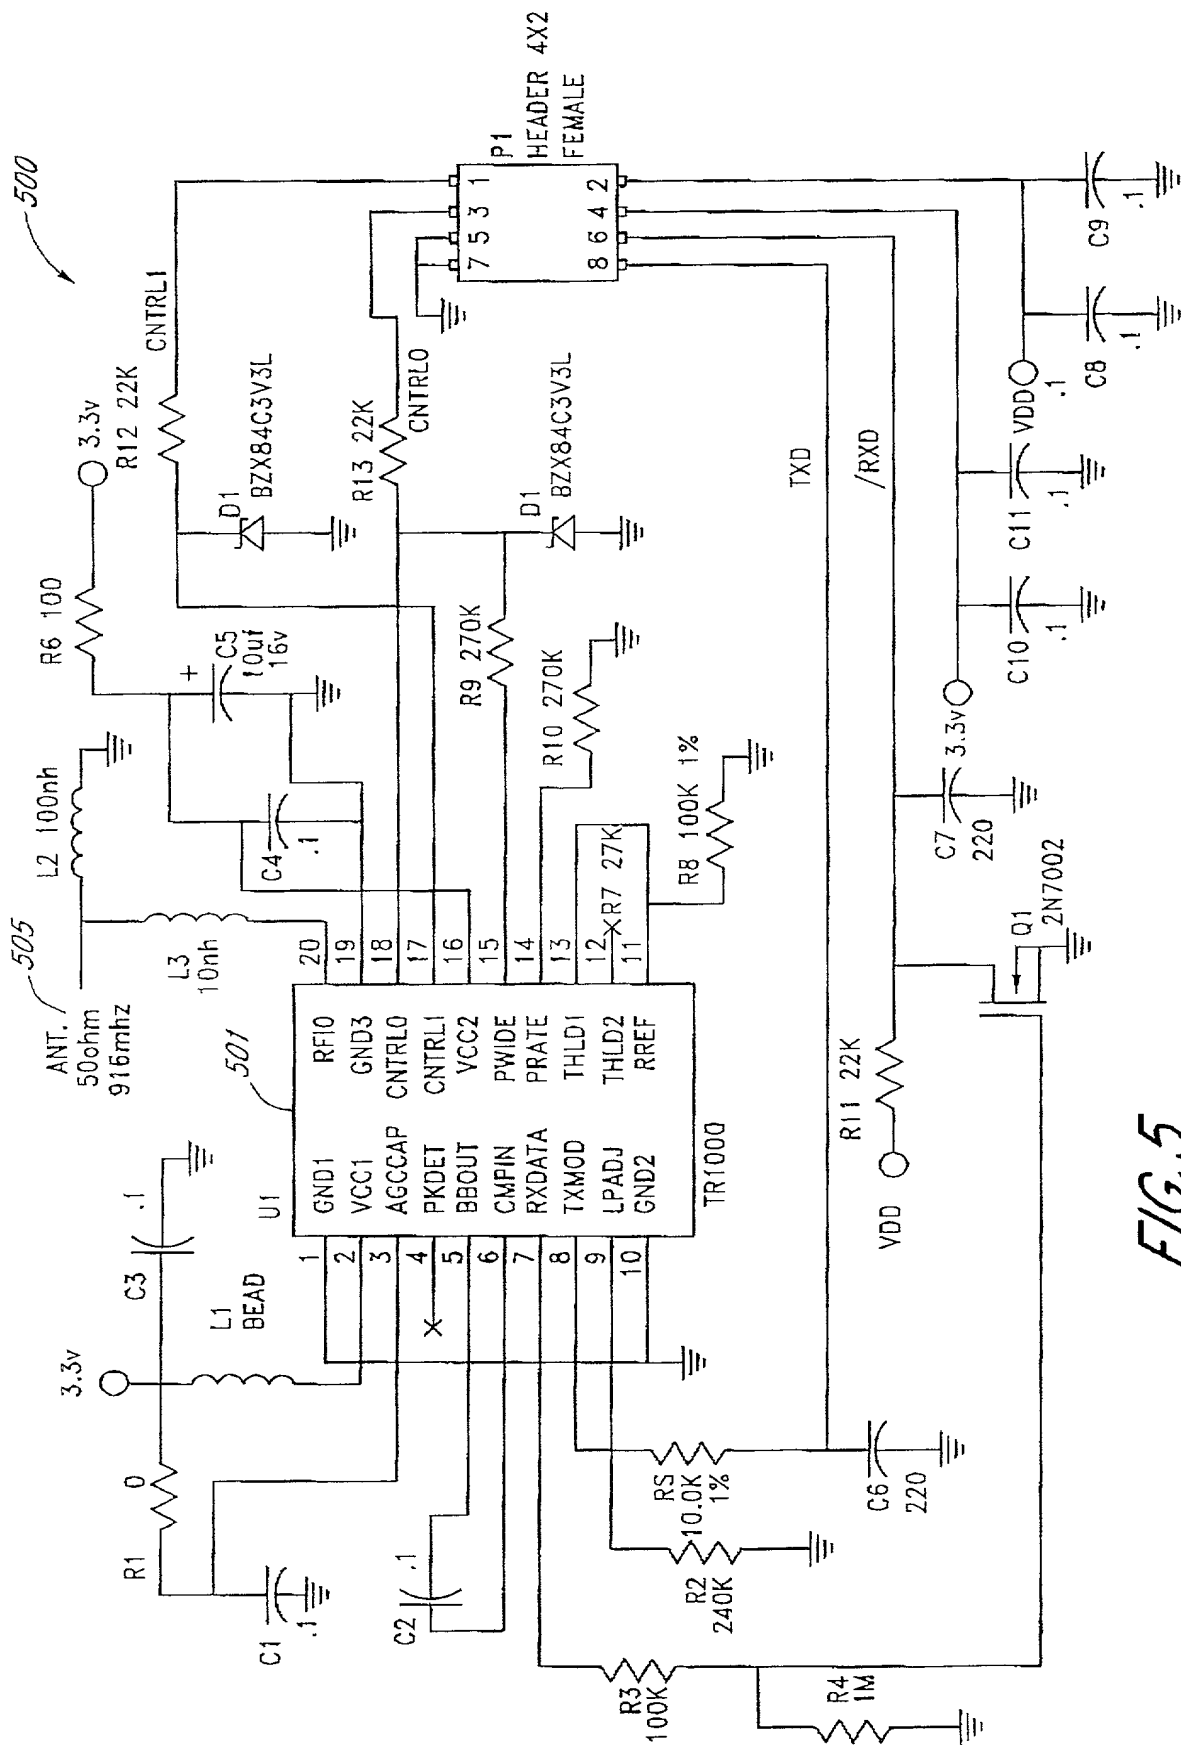 500
505
ANT.
50ohm
916mhz
L2 100nh
L3
10nh
R6 100
3.3v
+
C5
10uf
16v
C4
.1
R12 22K
CNTRL1
D1
BZX84C3V3L
R13 22K
CNTRL0
D1
BZX84C3V3L
R9 270K
R10 270K
R7 27K
R8 100K 1%
P1
HEADER 4X2
FEMALE
7 5 3 1
8 6 4 2
3.3v
C3
.1
L1
BEAD
R1
0
C1
.1
C2
.1
U1
501
1 GND1
2 VCC1
3 AGCCAP
4 PKDET
5 BBOUT
6 CMPIN
7 RXDATA
8 TXMOD
9 LPADJ
10 GND2
RFIO 20
GND3 19
CNTRL0 18
CNTRL1 17
VCC2 16
PWIDE 15
PRATE 14
THLD1 13
THLD2 12
RREF 11
TR1000
RS
10.0K
1%
R2
240K
R3
100K
R4
1M
C6
220
TXD
/RXD
VDD
R11 22K
C7
220
3.3v
Q1
2N7002
C10
.1
C11
.1
VDD
.1
C8
.1
C9
.1
FIG.5